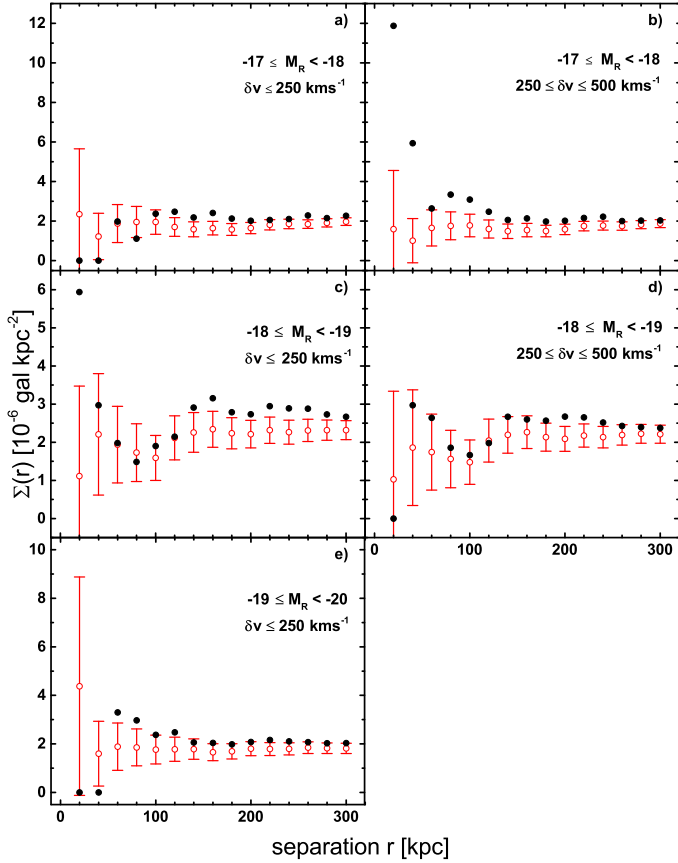 a)
-17 ≤ M_R < -18
δv ≤ 250 kms⁻¹
12
10
8
6
4
2
0
b)
-17 ≤ M_R < -18
250 ≤ δv ≤ 500 kms⁻¹
c)
-18 ≤ M_R < -19
δv ≤ 250 kms⁻¹
6
5
4
3
2
1
0
d)
-18 ≤ M_R < -19
250 ≤ δv ≤ 500 kms⁻¹
0 100 200 300
e)
-19 ≤ M_R < -20
δv ≤ 250 kms⁻¹
10
8
6
4
2
0
0 100 200 300
Σ(r) [10⁻⁶ gal kpc⁻²]
separation r [kpc]